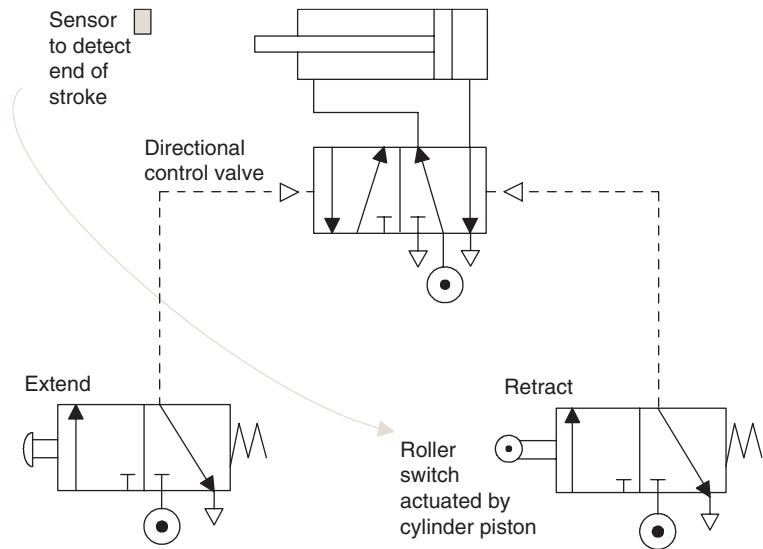 Sensor
to detect
end of
stroke
Directional
control valve
Extend
Retract
Roller
switch
actuated by
cylinder piston